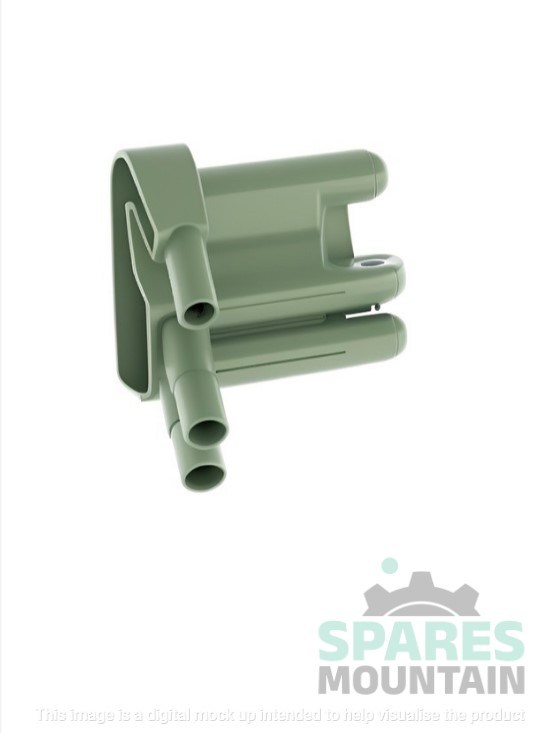 SPARES
MOUNTAIN
This image is a digital mock up intended to help visualise the product